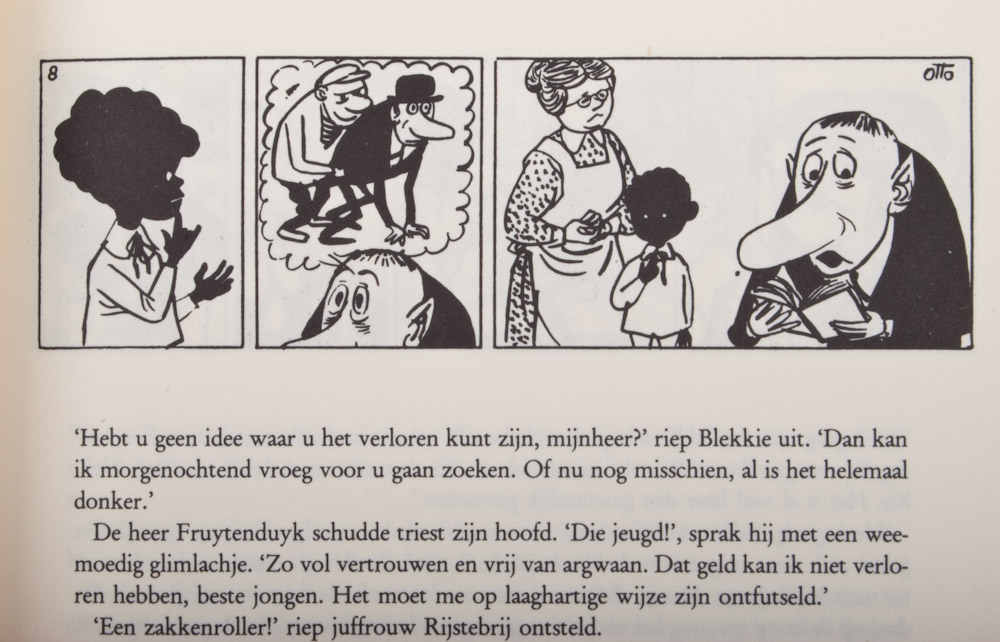 8
OTTO
‘Hebt u geen idee waar u het verloren kunt zijn, mijnheer?’ riep Blekkie uit. ‘Dan kan
ik morgenochtend vroeg voor u gaan zoeken. Of nu nog misschien, al is het helemaal
donker.’
De heer Fruytenduyk schudde triest zijn hoofd. ‘Die jeugd!’, sprak hij met een wee-
moedig glimlachje. ‘Zo vol vertrouwen en vrij van argwaan. Dat geld kan ik niet verlo-
ren hebben, beste jongen. Het moet me op laaghartige wijze zijn ontfutseld.’
‘Een zakkenroller!’ riep juffrouw Rijstebrij ontsteld.